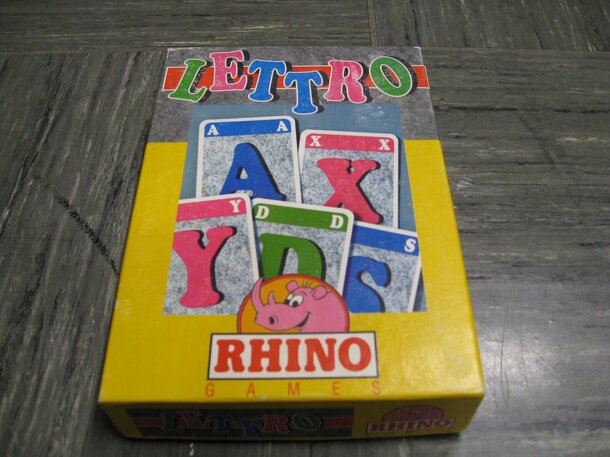 LETTRO
A A
A
X X
X
Y
Y
D D
D
S
S
RHINO
GAMES
LETTRO
RHINO